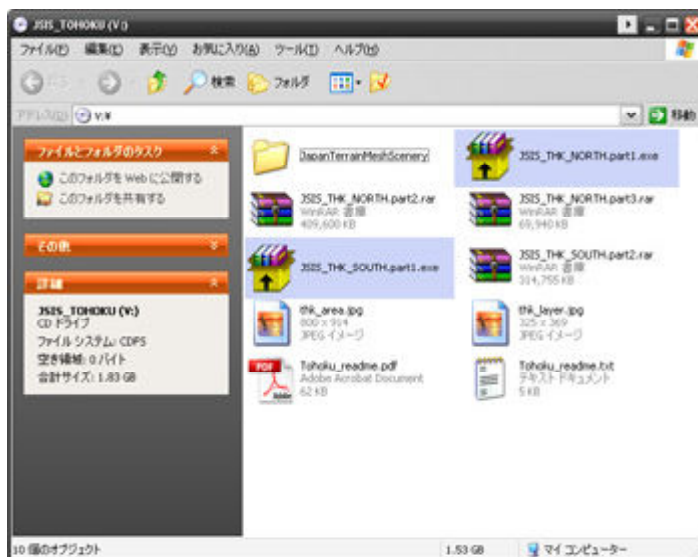 JSIS_TOHOKU (V:)
ファイル(F) 編集(E) 表示(V) お気に入り(A) ツール(T) ヘルプ(H)
戻る 検索 フォルダ
アドレス(D) V:¥ 移動
ファイルとフォルダのタスク
このフォルダを Web に公開する
このフォルダを共有する
その他
詳細
JSIS_TOHOKU (V:)
CD ドライブ
ファイル システム: CDFS
空き領域: 0 バイト
合計サイズ: 1.83 GB
JapanTerrainMeshScenery
JSIS_THK_NORTH.part1.exe
JSIS_THK_NORTH.part2.rar
WinRAR 書庫
409,600 KB
JSIS_THK_NORTH.part3.rar
WinRAR 書庫
69,940 KB
JSIS_THK_SOUTH.part1.exe
JSIS_THK_SOUTH.part2.rar
WinRAR 書庫
314,755 KB
thk_area.jpg
800 x 914
JPEG イメージ
thk_layer.jpg
325 x 369
JPEG イメージ
PDF
Adobe
Tohoku_readme.pdf
Adobe Acrobat Document
62 KB
Tohoku_readme.txt
テキスト ドキュメント
5 KB
10 個のオブジェクト 1.53 GB マイ コンピューター